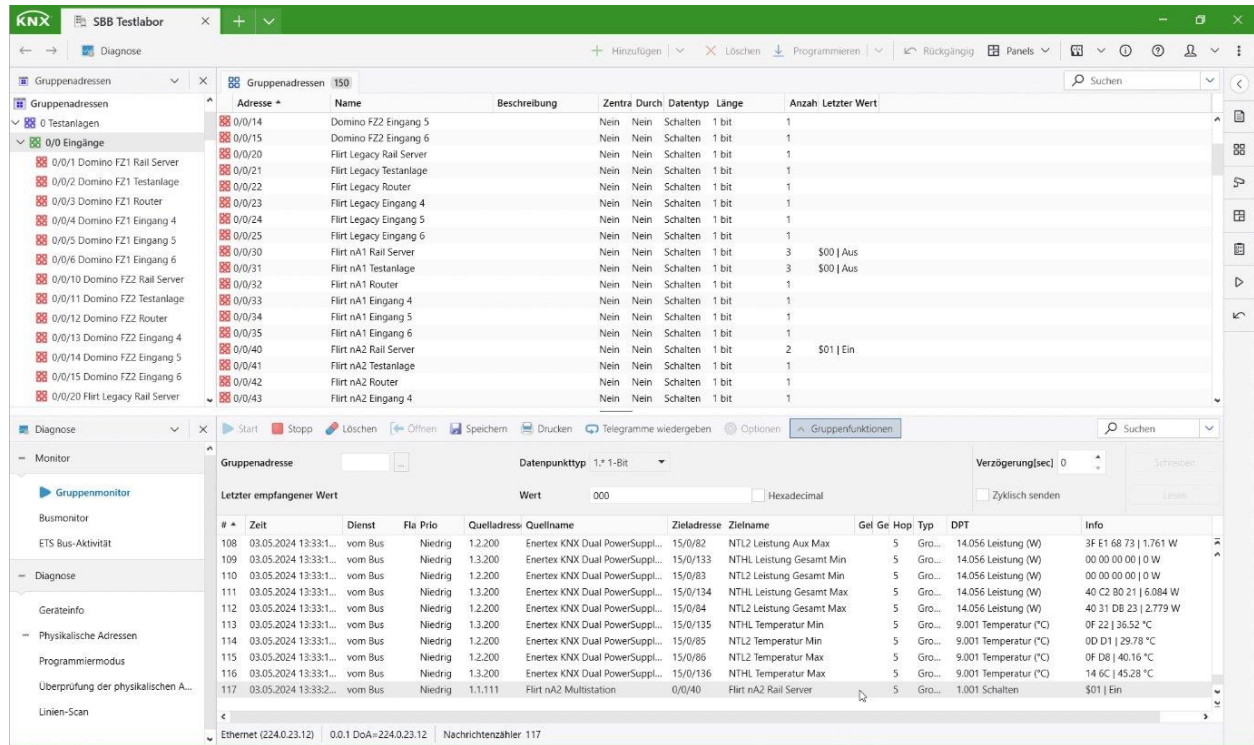 KNX SBB Testlabor
Diagnose Hinzufügen Löschen Programmieren Rückgängig Panels
Gruppenadressen
Gruppenadressen
0 Testanlagen
0/0 Eingänge
0/0/1 Domino FZ1 Rail Server
0/0/2 Domino FZ1 Testanlage
0/0/3 Domino FZ1 Router
0/0/4 Domino FZ1 Eingang 4
0/0/5 Domino FZ1 Eingang 5
0/0/6 Domino FZ1 Eingang 6
0/0/10 Domino FZ2 Rail Server
0/0/11 Domino FZ2 Testanlage
0/0/12 Domino FZ2 Router
0/0/13 Domino FZ2 Eingang 4
0/0/14 Domino FZ2 Eingang 5
0/0/15 Domino FZ2 Eingang 6
0/0/20 Flirt Legacy Rail Server
Gruppenadressen 150 Suchen
Adresse Name Beschreibung Zentra Durch Datentyp Länge Anzah Letzter Wert
0/0/14 Domino FZ2 Eingang 5 Nein Nein Schalten 1 bit 1
0/0/15 Domino FZ2 Eingang 6 Nein Nein Schalten 1 bit 1
0/0/20 Flirt Legacy Rail Server Nein Nein Schalten 1 bit 1
0/0/21 Flirt Legacy Testanlage Nein Nein Schalten 1 bit 1
0/0/22 Flirt Legacy Router Nein Nein Schalten 1 bit 1
0/0/23 Flirt Legacy Eingang 4 Nein Nein Schalten 1 bit 1
0/0/24 Flirt Legacy Eingang 5 Nein Nein Schalten 1 bit 1
0/0/25 Flirt Legacy Eingang 6 Nein Nein Schalten 1 bit 1
0/0/30 Flirt nA1 Rail Server Nein Nein Schalten 1 bit 3 $00 | Aus
0/0/31 Flirt nA1 Testanlage Nein Nein Schalten 1 bit 3 $00 | Aus
0/0/32 Flirt nA1 Router Nein Nein Schalten 1 bit 1
0/0/33 Flirt nA1 Eingang 4 Nein Nein Schalten 1 bit 1
0/0/34 Flirt nA1 Eingang 5 Nein Nein Schalten 1 bit 1
0/0/35 Flirt nA1 Eingang 6 Nein Nein Schalten 1 bit 1
0/0/40 Flirt nA2 Rail Server Nein Nein Schalten 1 bit 2 $01 | Ein
0/0/41 Flirt nA2 Testanlage Nein Nein Schalten 1 bit 1
0/0/42 Flirt nA2 Router Nein Nein Schalten 1 bit 1
0/0/43 Flirt nA2 Eingang 4 Nein Nein Schalten 1 bit 1
Diagnose
Monitor
Gruppenmonitor
Busmonitor
ETS Bus-Aktivität
Diagnose
Geräteinfo
Physikalische Adressen
Programmiermodus
Überprüfung der physikalischen A...
Linien-Scan
Start Stopp Löschen Öffnen Speichern Drucken Telegramme wiedergeben Optionen Gruppenfunktionen Suchen
Gruppenadresse ... Datenpunkttyp 1.* 1-Bit Verzögerung[sec] 0 Schreiben
Letzter empfangener Wert Wert 000 Hexadecimal Zyklisch senden Lesen
# Zeit Dienst Fla Prio Quelladress Quellname Zieladresse Zielname Gel Ge Hop Typ DPT Info
108 03.05.2024 13:33:1... vom Bus Niedrig 1.2.200 Enertex KNX Dual PowerSuppl... 15/0/82 NTL2 Leistung Aux Max 5 Gro... 14.056 Leistung (W) 3F E1 68 73 | 1.761 W
109 03.05.2024 13:33:1... vom Bus Niedrig 1.3.200 Enertex KNX Dual PowerSuppl... 15/0/133 NTHL Leistung Gesamt Min 5 Gro... 14.056 Leistung (W) 00 00 00 00 | 0 W
110 03.05.2024 13:33:1... vom Bus Niedrig 1.2.200 Enertex KNX Dual PowerSuppl... 15/0/83 NTL2 Leistung Gesamt Min 5 Gro... 14.056 Leistung (W) 00 00 00 00 | 0 W
111 03.05.2024 13:33:1... vom Bus Niedrig 1.3.200 Enertex KNX Dual PowerSuppl... 15/0/134 NTHL Leistung Gesamt Max 5 Gro... 14.056 Leistung (W) 40 C2 B0 21 | 6.084 W
112 03.05.2024 13:33:1... vom Bus Niedrig 1.2.200 Enertex KNX Dual PowerSuppl... 15/0/84 NTL2 Leistung Gesamt Max 5 Gro... 14.056 Leistung (W) 40 31 DB 23 | 2.779 W
113 03.05.2024 13:33:1... vom Bus Niedrig 1.3.200 Enertex KNX Dual PowerSuppl... 15/0/135 NTHL Temperatur Min 5 Gro... 9.001 Temperatur (°C) 0F 22 | 36.52 °C
114 03.05.2024 13:33:1... vom Bus Niedrig 1.2.200 Enertex KNX Dual PowerSuppl... 15/0/85 NTL2 Temperatur Min 5 Gro... 9.001 Temperatur (°C) 0D D1 | 29.78 °C
115 03.05.2024 13:33:1... vom Bus Niedrig 1.2.200 Enertex KNX Dual PowerSuppl... 15/0/86 NTL2 Temperatur Max 5 Gro... 9.001 Temperatur (°C) 0F D8 | 40.16 °C
116 03.05.2024 13:33:1... vom Bus Niedrig 1.3.200 Enertex KNX Dual PowerSuppl... 15/0/136 NTHL Temperatur Max 5 Gro... 9.001 Temperatur (°C) 14 6C | 45.28 °C
117 03.05.2024 13:33:2... vom Bus Niedrig 1.1.111 Flirt nA2 Multistation 0/0/40 Flirt nA2 Rail Server 5 Gro... 1.001 Schalten $01 | Ein
Ethernet (224.0.23.12) 0.0.1 DoA=224.0.23.12 Nachrichtenzähler 117